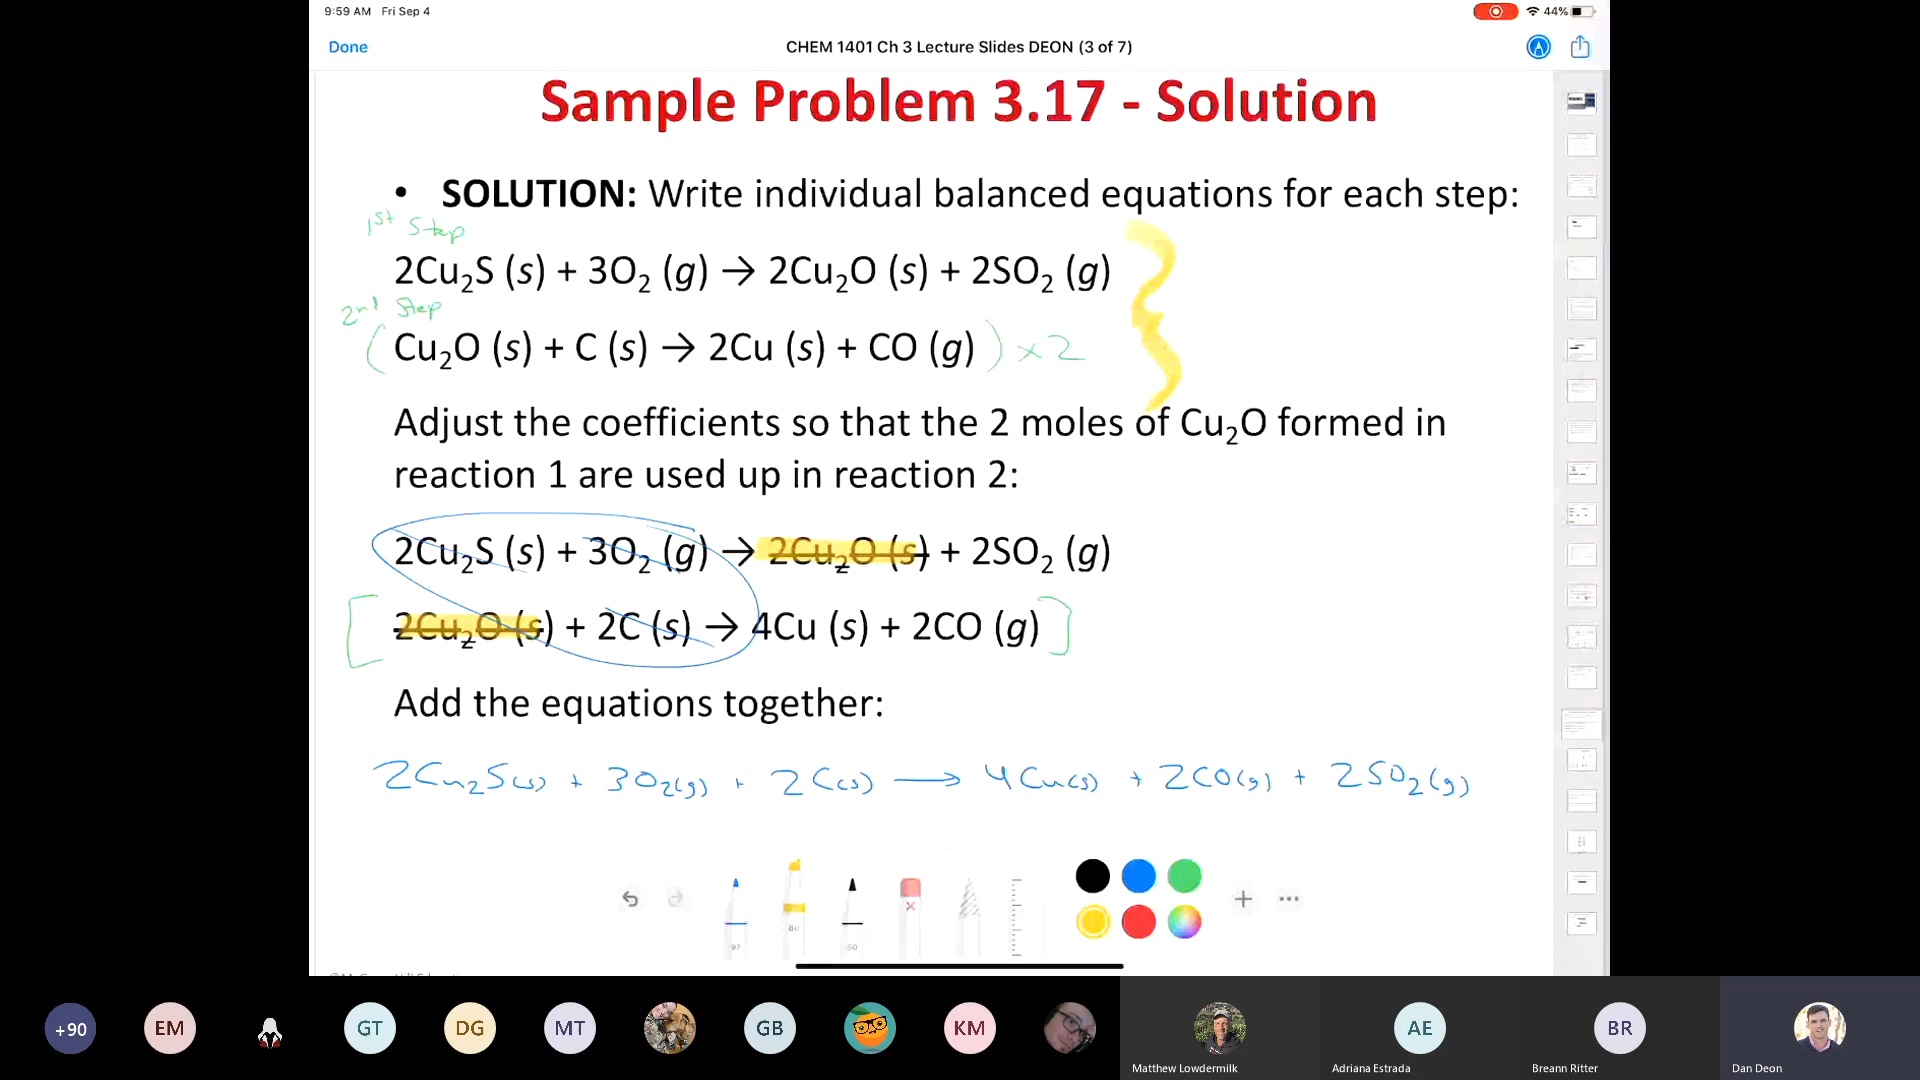 9:59 AM Fri Sep 4
44%
Done
CHEM 1401 Ch 3 Lecture Slides DEON (3 of 7)
Sample Problem 3.17 - Solution
• SOLUTION: Write individual balanced equations for each step:
1st Step
2Cu₂S (s) + 3O₂ (g) → 2Cu₂O (s) + 2SO₂ (g)
2nd Step
( Cu₂O (s) + C (s) → 2Cu (s) + CO (g) ) × 2
Adjust the coefficients so that the 2 moles of Cu₂O formed in
reaction 1 are used up in reaction 2:
2Cu₂S (s) + 3O₂ (g) → 2Cu₂O (s) + 2SO₂ (g)
[ 2Cu₂O (s) + 2C (s) → 4Cu (s) + 2CO (g) ]
Add the equations together:
2Cu₂S(s) + 3O₂(g) + 2C(s) → 4Cu(s) + 2CO(g) + 2SO₂(g)
97 80 50
+90 EM GT DG MT GB KM AE BR
Matthew Lowdermilk Adriana Estrada Breann Ritter Dan Deon